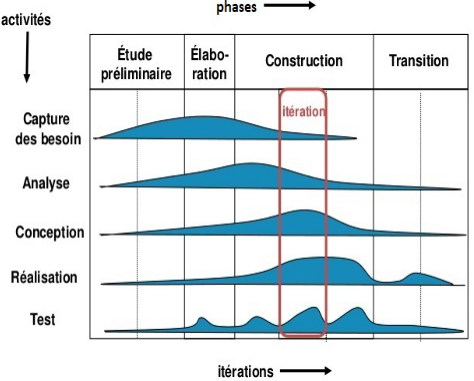 phases
activités
Étude
préliminaire
Élabo-
ration
Construction
Transition
itération
Capture
des besoin
Analyse
Conception
Réalisation
Test
itérations